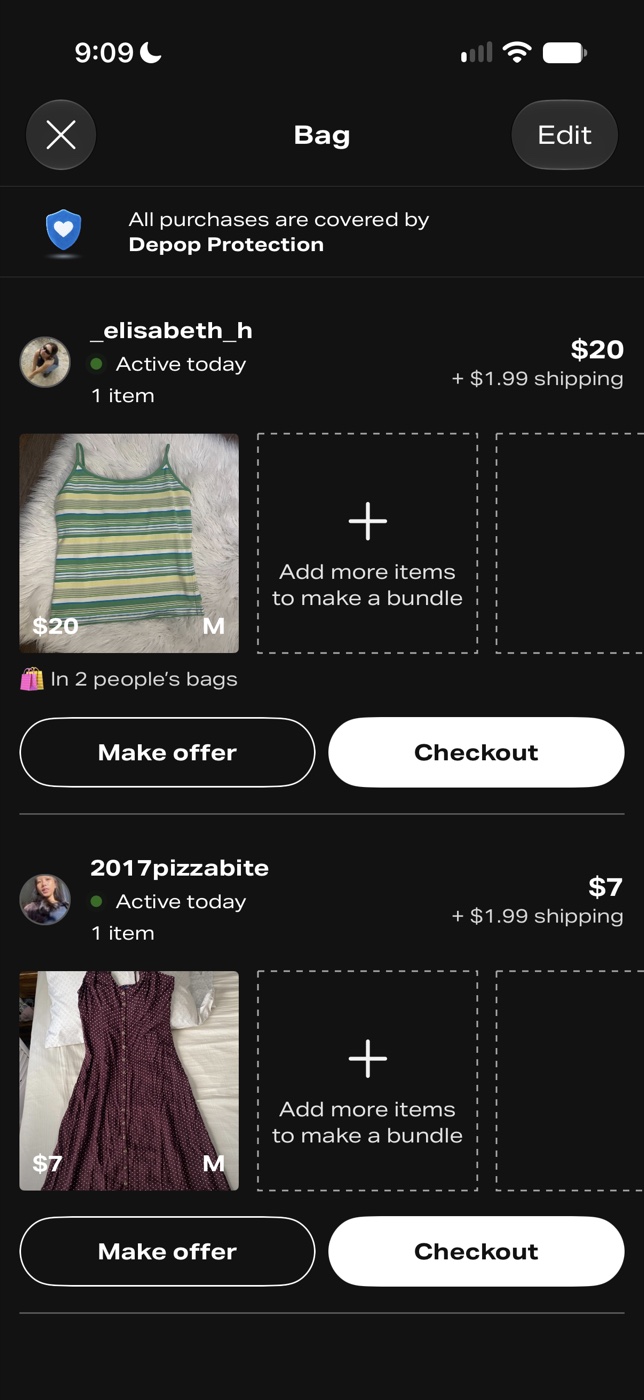 9:09
Bag
Edit
All purchases are covered by
Depop Protection
_elisabeth_h
Active today
1 item
$20
+ $1.99 shipping
$20
M
Add more items
to make a bundle
In 2 people's bags
Make offer
Checkout
2017pizzabite
Active today
1 item
$7
+ $1.99 shipping
$7
M
Add more items
to make a bundle
Make offer
Checkout